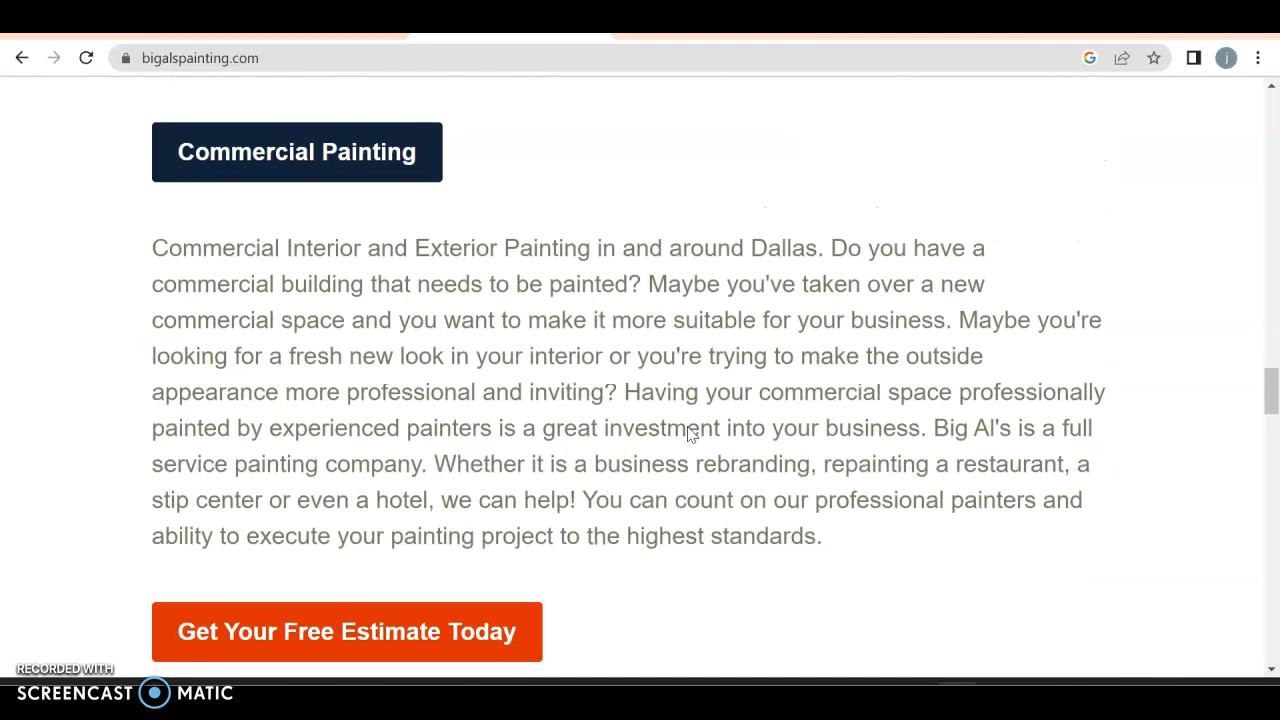 bigalspainting.com
j
Commercial Painting
Commercial Interior and Exterior Painting in and around Dallas. Do you have a
commercial building that needs to be painted? Maybe you've taken over a new
commercial space and you want to make it more suitable for your business. Maybe you're
looking for a fresh new look in your interior or you're trying to make the outside
appearance more professional and inviting? Having your commercial space professionally
painted by experienced painters is a great investment into your business. Big Al's is a full
service painting company. Whether it is a business rebranding, repainting a restaurant, a
stip center or even a hotel, we can help! You can count on our professional painters and
ability to execute your painting project to the highest standards.
Get Your Free Estimate Today
RECORDED WITH
SCREENCAST MATIC